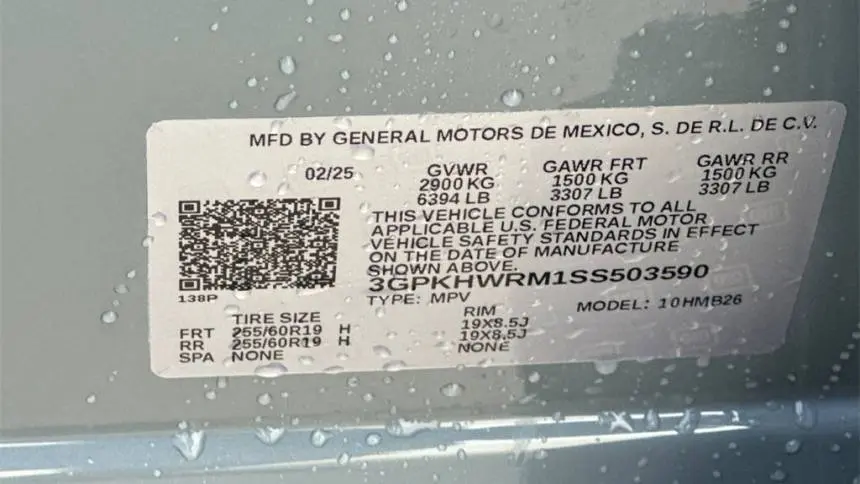 MFD BY GENERAL MOTORS DE MEXICO, S. DE R.L. DE C.V.
02/25 GVWR GAWR FRT GAWR RR
2900 KG 1500 KG 1500 KG
6394 LB 3307 LB 3307 LB
THIS VEHICLE CONFORMS TO ALL
APPLICABLE U.S. FEDERAL MOTOR
VEHICLE SAFETY STANDARDS IN EFFECT
ON THE DATE OF MANUFACTURE
SHOWN ABOVE.
3GPKHWRM1SS503590
138P
TYPE: MPV MODEL: 10HMB26
TIRE SIZE RIM
FRT 255/60R19 H 19X8.5J
RR 255/60R19 H 19X8.5J
SPA NONE NONE